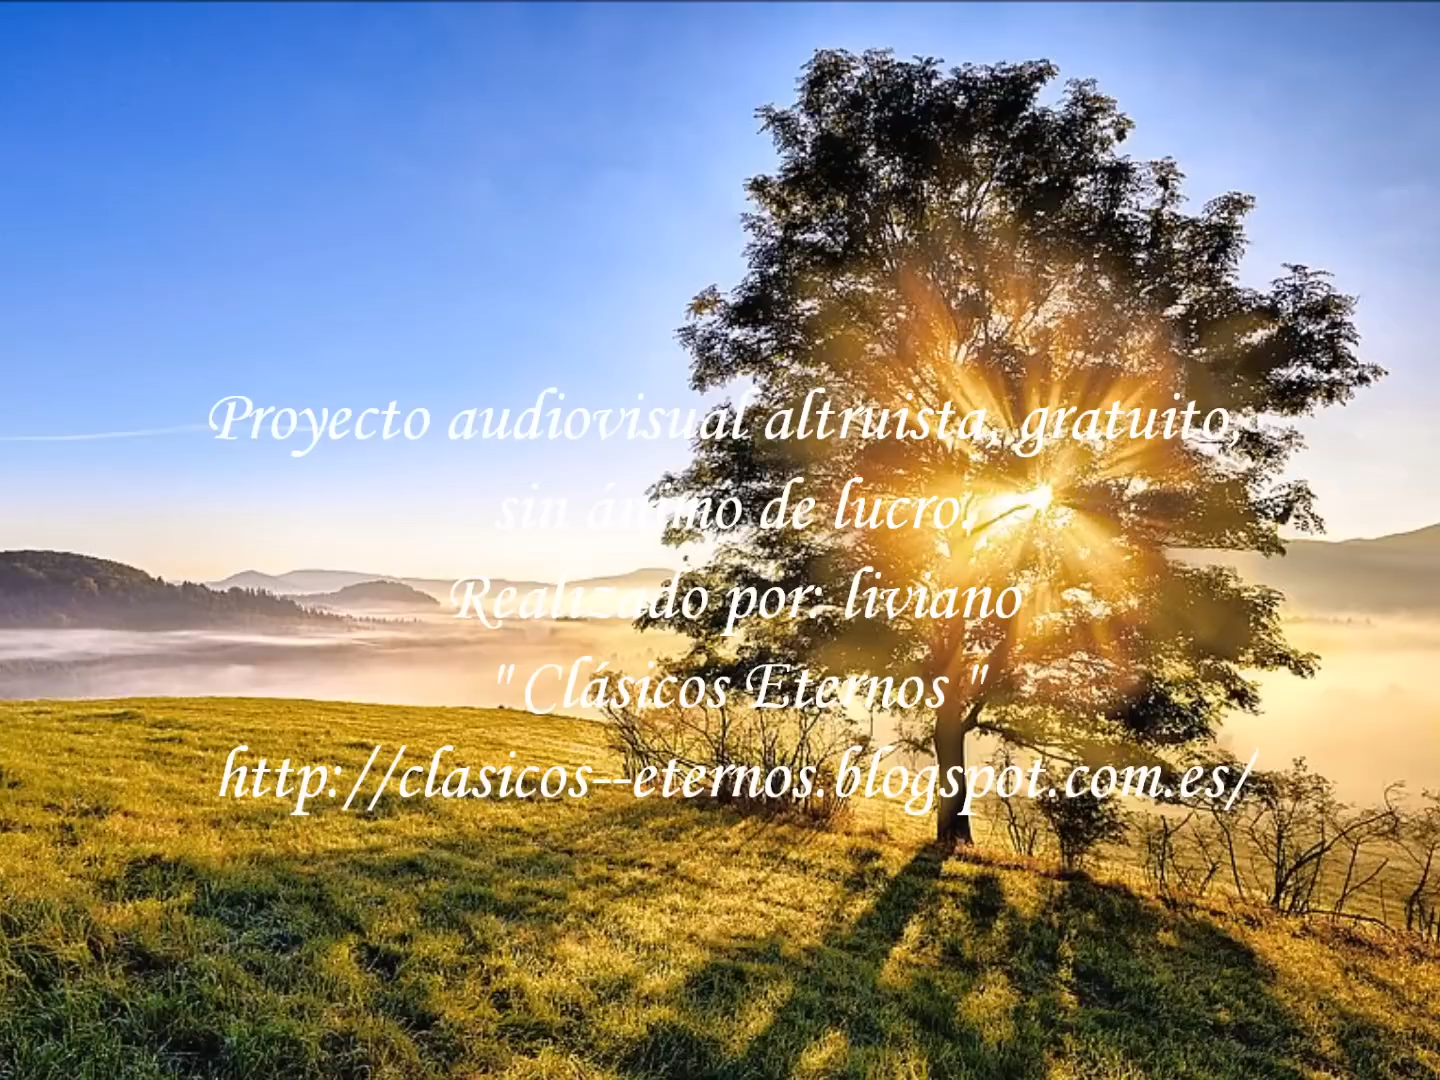 Proyecto audiovisual altruista, gratuito,
sin ánimo de lucro.
Realizado por: liviano
"Clásicos Eternos "
http://clasicos--eternos.blogspot.com.es/